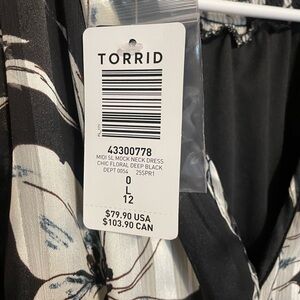 TORRID
43300778
MIDI SL MOCK NECK DRESS
CHIC FLORAL DEEP BLACK
DEPT 0054 25SPR1
0
L
12
$79.90 USA
$103.90 CAN